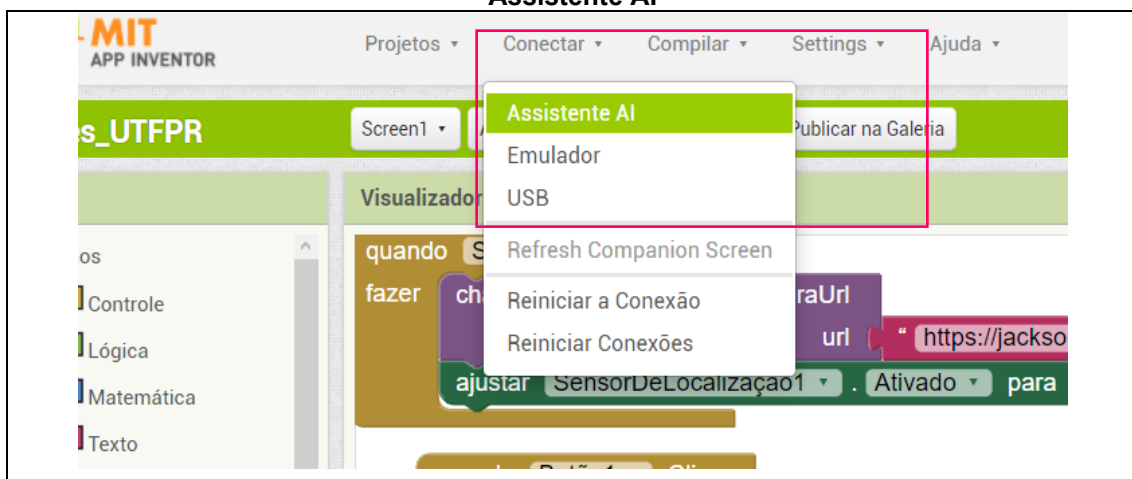 Assistente AI
MIT
APP INVENTOR
Projetos Conectar Compilar Settings Ajuda
s_UTFPR
Screen1
Publicar na Galeria
Assistente AI
Emulador
USB
Refresh Companion Screen
Reiniciar a Conexão
Reiniciar Conexões
Visualizador
os
Controle
Lógica
Matemática
Texto
quando S
fazer ch raUrl
url “ https://jackso
ajustar SensorDeLocalização1 . Ativado para